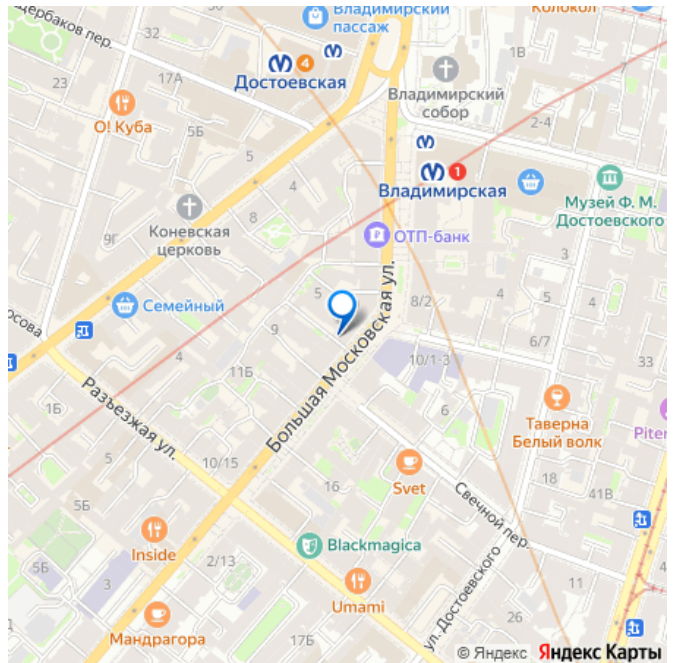 Щербаков пер.
32
Владимирский
пассаж
Колокол
23
17А
4
Достоевская
1В
Владимирский
собор
О! Куба
5Б
5
2-4
1
Владимирская
Музей Ф. М.
Достоевского
4
8
Коневская
церковь
9Г
ОТП-банк
3
5
8/2
4
4
Семейный
9
6/7
осова
4
10/1-3
33
11Б
Большая Московская ул.
1Б
Разъезжая ул.
Таверна
Белый волк
Piter
10/15
16
Svet
18
41В
5Б
Свечной пер.
Inside
Blackmagica
5Б
3
2/13
11
Umami
ул. Достоевского
26
Мандрагора
17Б
© Яндекс Яндекс Карты